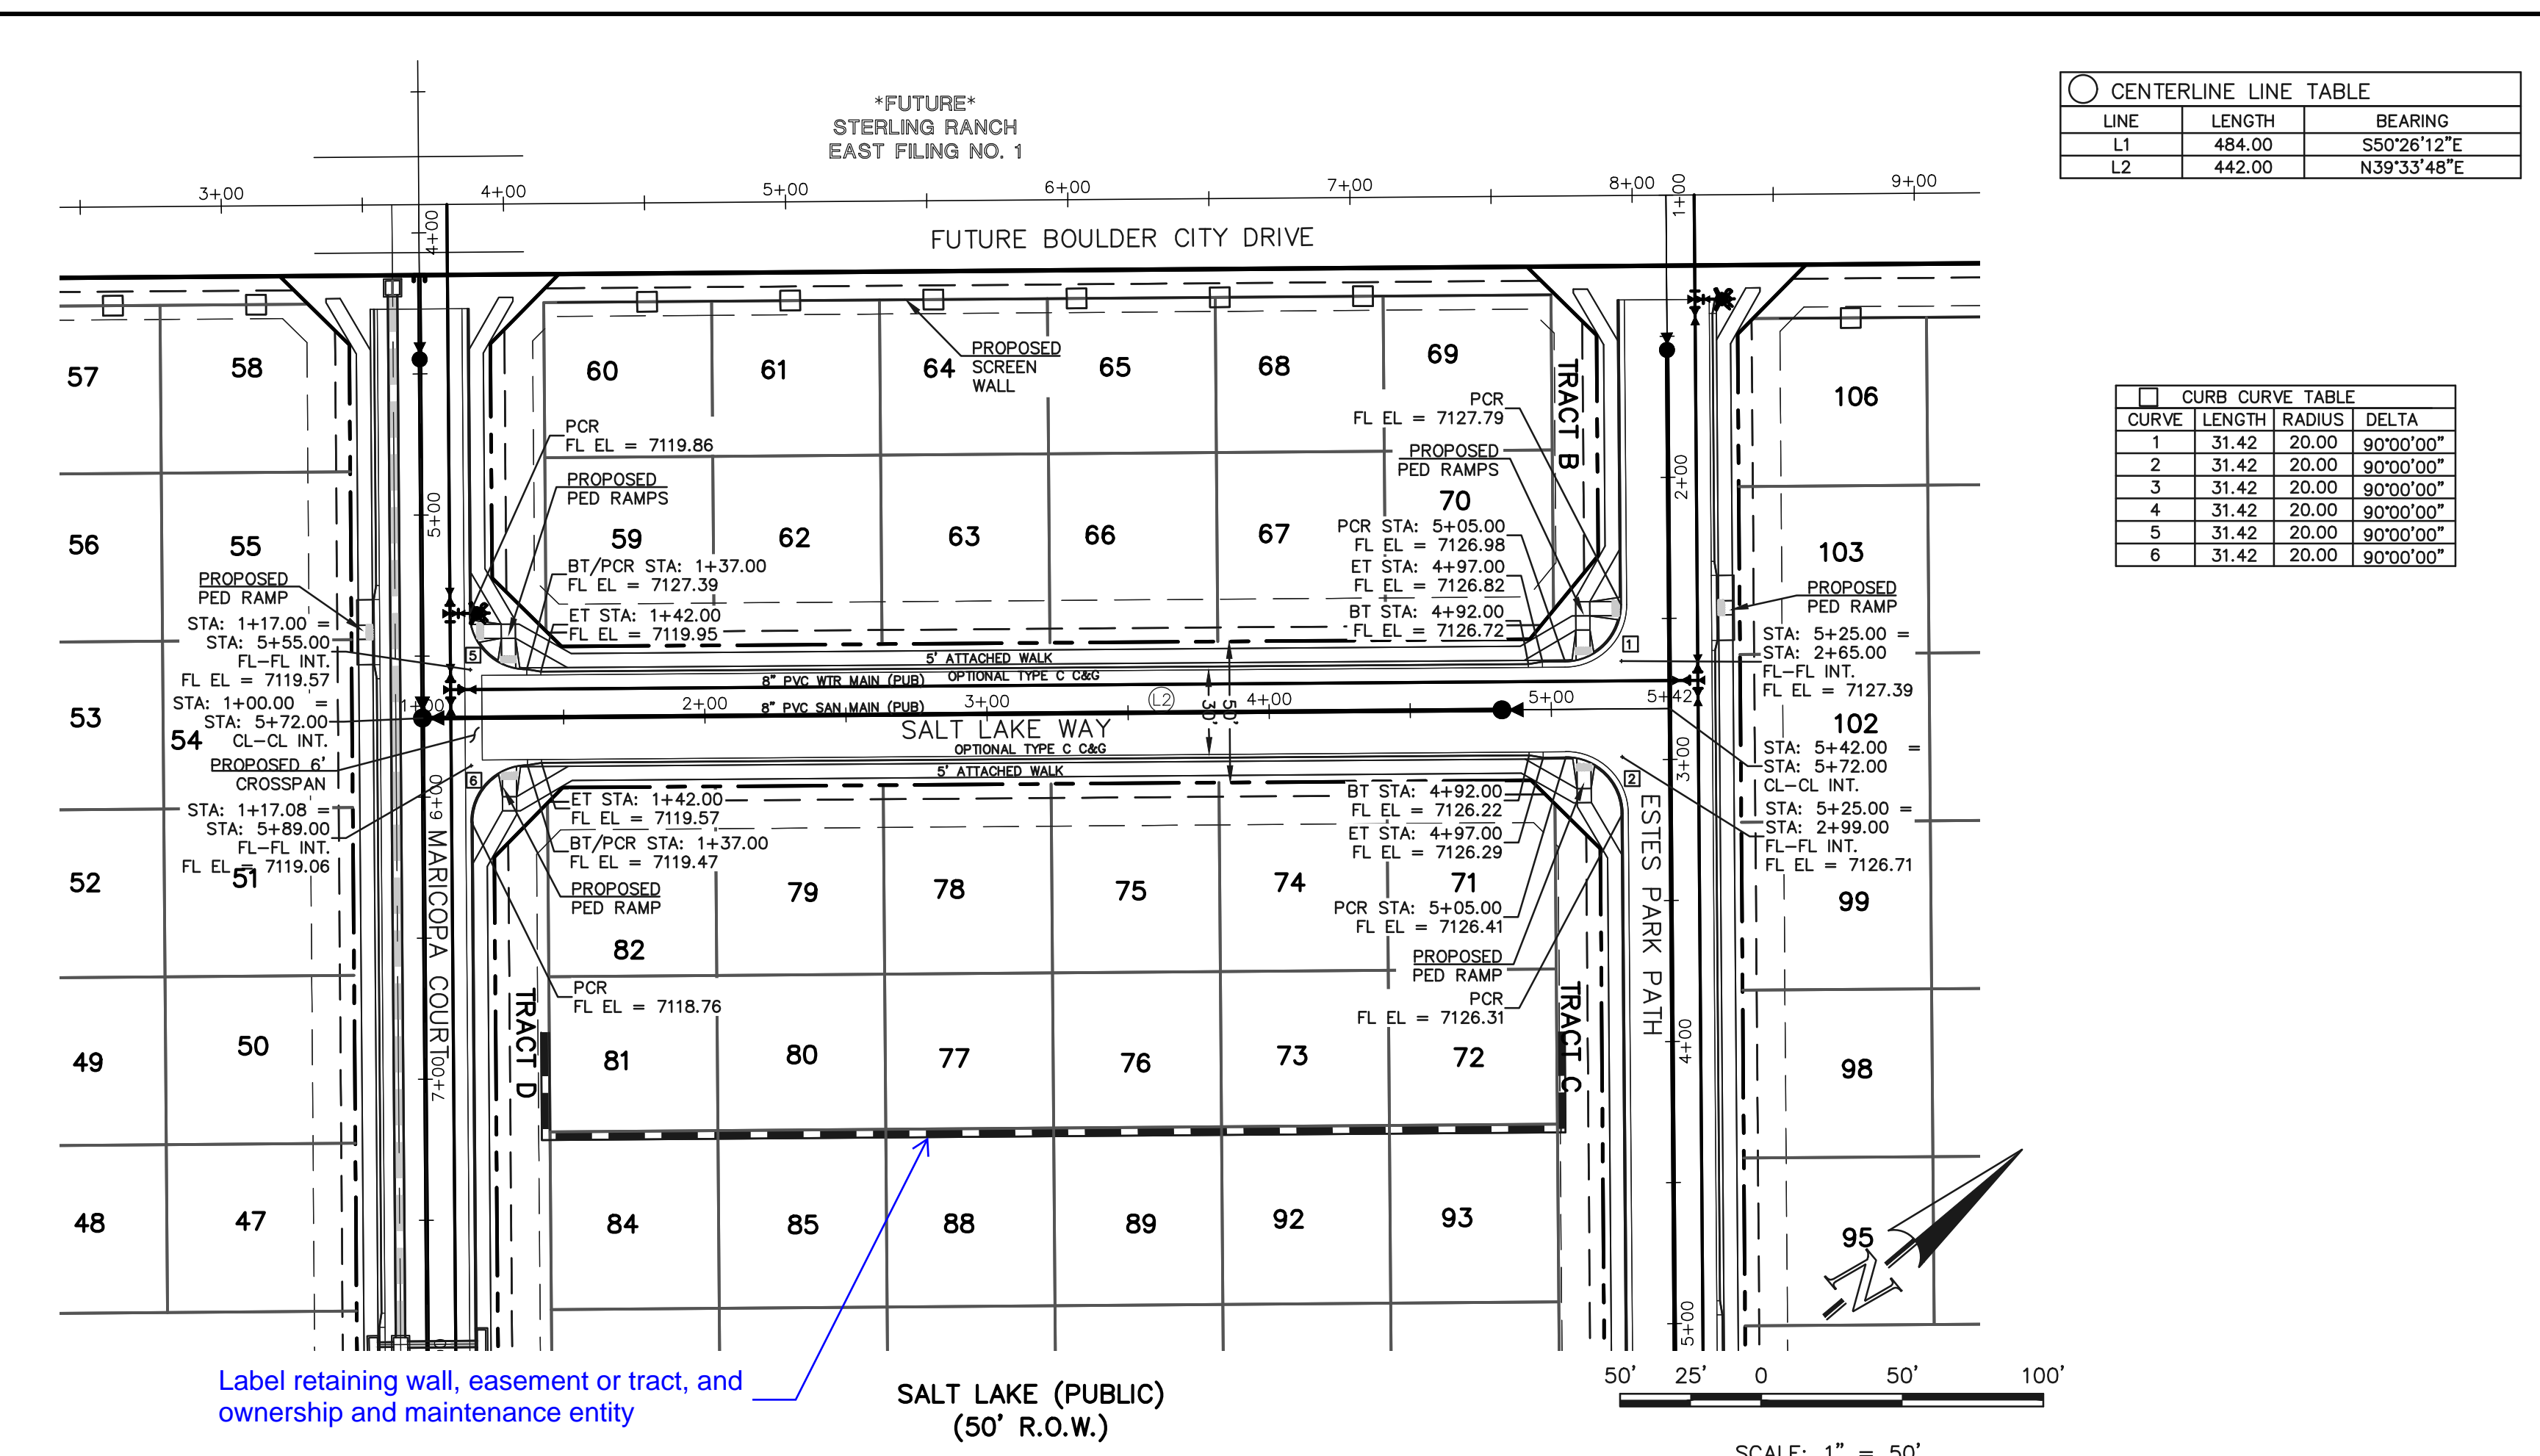 *FUTURE*
STERLING RANCH
EAST FILING NO. 1
CENTERLINE LINE TABLE
LINE LENGTH BEARING
L1 484.00 S50°26'12"E
L2 442.00 N39°33'48"E
3+00 4+00 5+00 6+00 7+00 8+00 9+00
4+00
1+00
FUTURE BOULDER CITY DRIVE
CURB CURVE TABLE
CURVE LENGTH RADIUS DELTA
1 31.42 20.00 90°00'00"
2 31.42 20.00 90°00'00"
3 31.42 20.00 90°00'00"
4 31.42 20.00 90°00'00"
5 31.42 20.00 90°00'00"
6 31.42 20.00 90°00'00"
57 58 60 61 64 65 68 69 106
PROPOSED
SCREEN
WALL
TRACT B
PCR
FL EL = 7119.86
PROPOSED
PED RAMPS
PCR
FL EL = 7127.79
PROPOSED
PED RAMPS
5+00
2+00
56 55 59 62 63 66 67 70 103
BT/PCR STA: 1+37.00
FL EL = 7127.39
ET STA: 1+42.00
FL EL = 7119.95
PCR STA: 5+05.00
FL EL = 7126.98
ET STA: 4+97.00
FL EL = 7126.82
BT STA: 4+92.00
FL EL = 7126.72
PROPOSED
PED RAMP
STA: 1+17.00 =
STA: 5+55.00
FL-FL INT.
FL EL = 7119.57
STA: 1+00.00 =
STA: 5+72.00
CL-CL INT.
PROPOSED 6'
CROSSPAN
STA: 1+17.08 =
STA: 5+89.00
FL-FL INT.
FL EL = 7119.06
PROPOSED
PED RAMP
STA: 5+25.00 =
STA: 2+65.00
FL-FL INT.
FL EL = 7127.39
102
STA: 5+42.00 =
STA: 5+72.00
CL-CL INT.
STA: 5+25.00 =
STA: 2+99.00
FL-FL INT.
FL EL = 7126.71
5
1
5' ATTACHED WALK
OPTIONAL TYPE C C&G
8" PVC WTR MAIN (PUB)
1+00 2+00 3+00 L2 4+00 5+00 5+42
30' 50'
8" PVC SAN MAIN (PUB)
SALT LAKE WAY
OPTIONAL TYPE C C&G
5' ATTACHED WALK
6
2
53 54
3+00
6+00
MARICOPA COURT
7+00
ESTES PARK PATH
4+00
5+00
ET STA: 1+42.00
FL EL = 7119.57
BT/PCR STA: 1+37.00
FL EL = 7119.47
PROPOSED
PED RAMP
BT STA: 4+92.00
FL EL = 7126.22
ET STA: 4+97.00
FL EL = 7126.29
52 51 82 79 78 75 74 71 99
PCR STA: 5+05.00
FL EL = 7126.41
PROPOSED
PED RAMP
PCR
FL EL = 7126.31
PCR
FL EL = 7118.76
TRACT D
TRACT C
49 50 81 80 77 76 73 72 98
48 47 84 85 88 89 92 93 95
N
Label retaining wall, easement or tract, and
ownership and maintenance entity
SALT LAKE (PUBLIC)
(50' R.O.W.)
50' 25' 0 50' 100'
SCALE: 1" = 50'